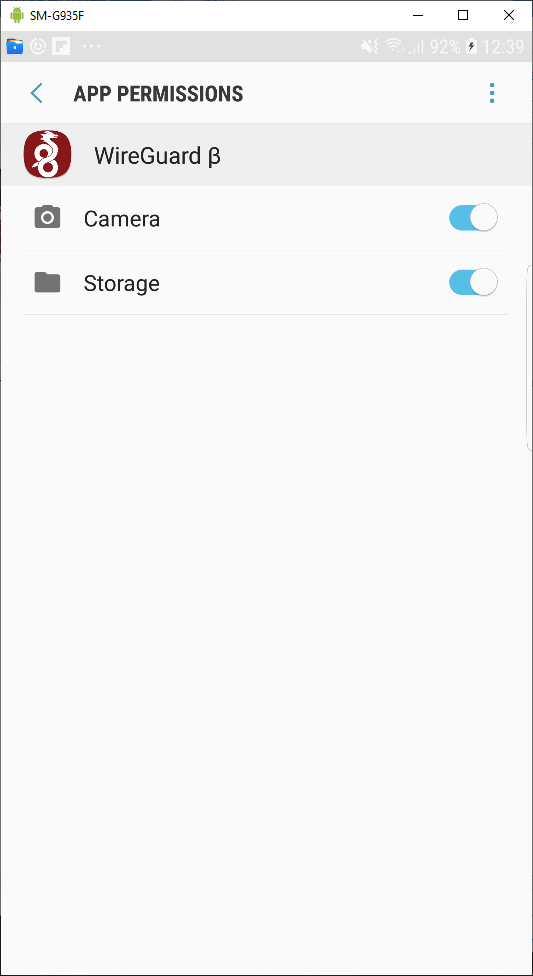 SM-G935F
92% 12:39
APP PERMISSIONS
WireGuard β
Camera
Storage